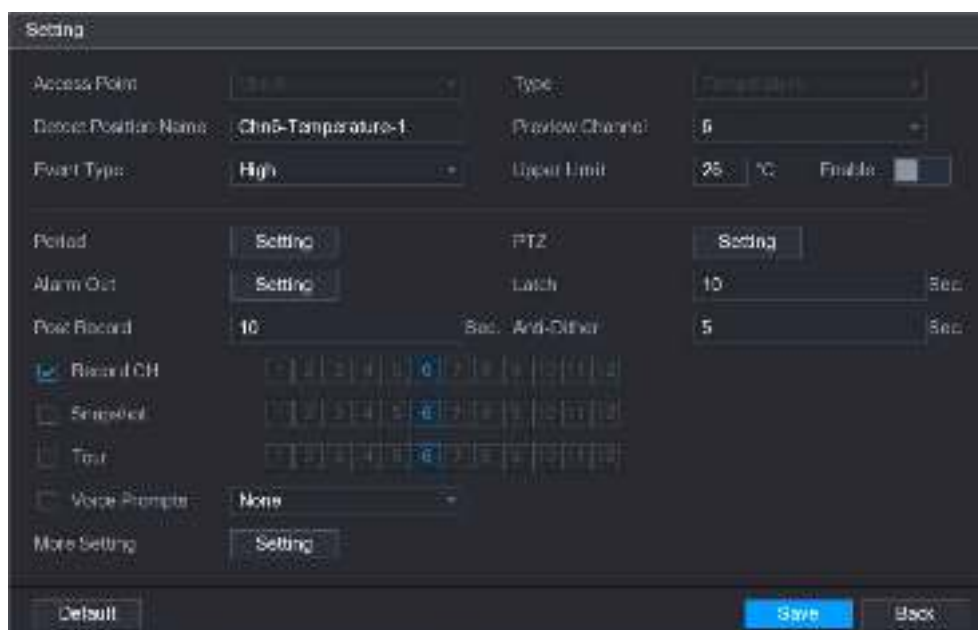 Setting
Access Point Type
Detect Position Name Chn6-Temperature-1 Preview Channel 6
Event Type High Upper Limit 26 °C Enable
Period Setting PTZ Setting
Alarm Out Setting Latch 10 Sec.
Post Record 10 Sec. Anti-Dither 5 Sec.
Record CH 1 2 3 4 5 6 7 8 9 10 11 12
Snapshot 1 2 3 4 5 6 7 8 9 10 11 12
Tour 1 2 3 4 5 6 7 8 9 10 11 12
Voice Prompts None
More Setting Setting
Default Save Back